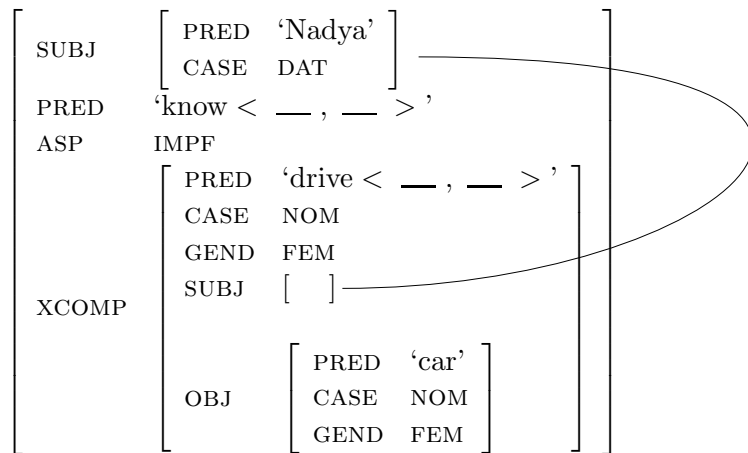 PRED ‘Nadya’
SUBJ
CASE DAT
PRED ‘know < __ , __ > ’
ASP IMPF
PRED ‘drive < __ , __ > ’
CASE NOM
GEND FEM
SUBJ [ ]
XCOMP
PRED ‘car’
OBJ CASE NOM
GEND FEM